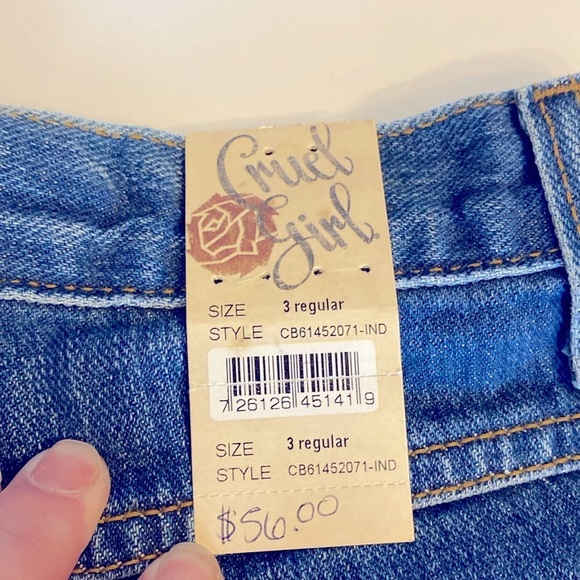 Cruel
Girl®
SIZE 3 regular
STYLE CB61452071-IND
7 26126 45141 9
SIZE 3 regular
STYLE CB61452071-IND
$56.00